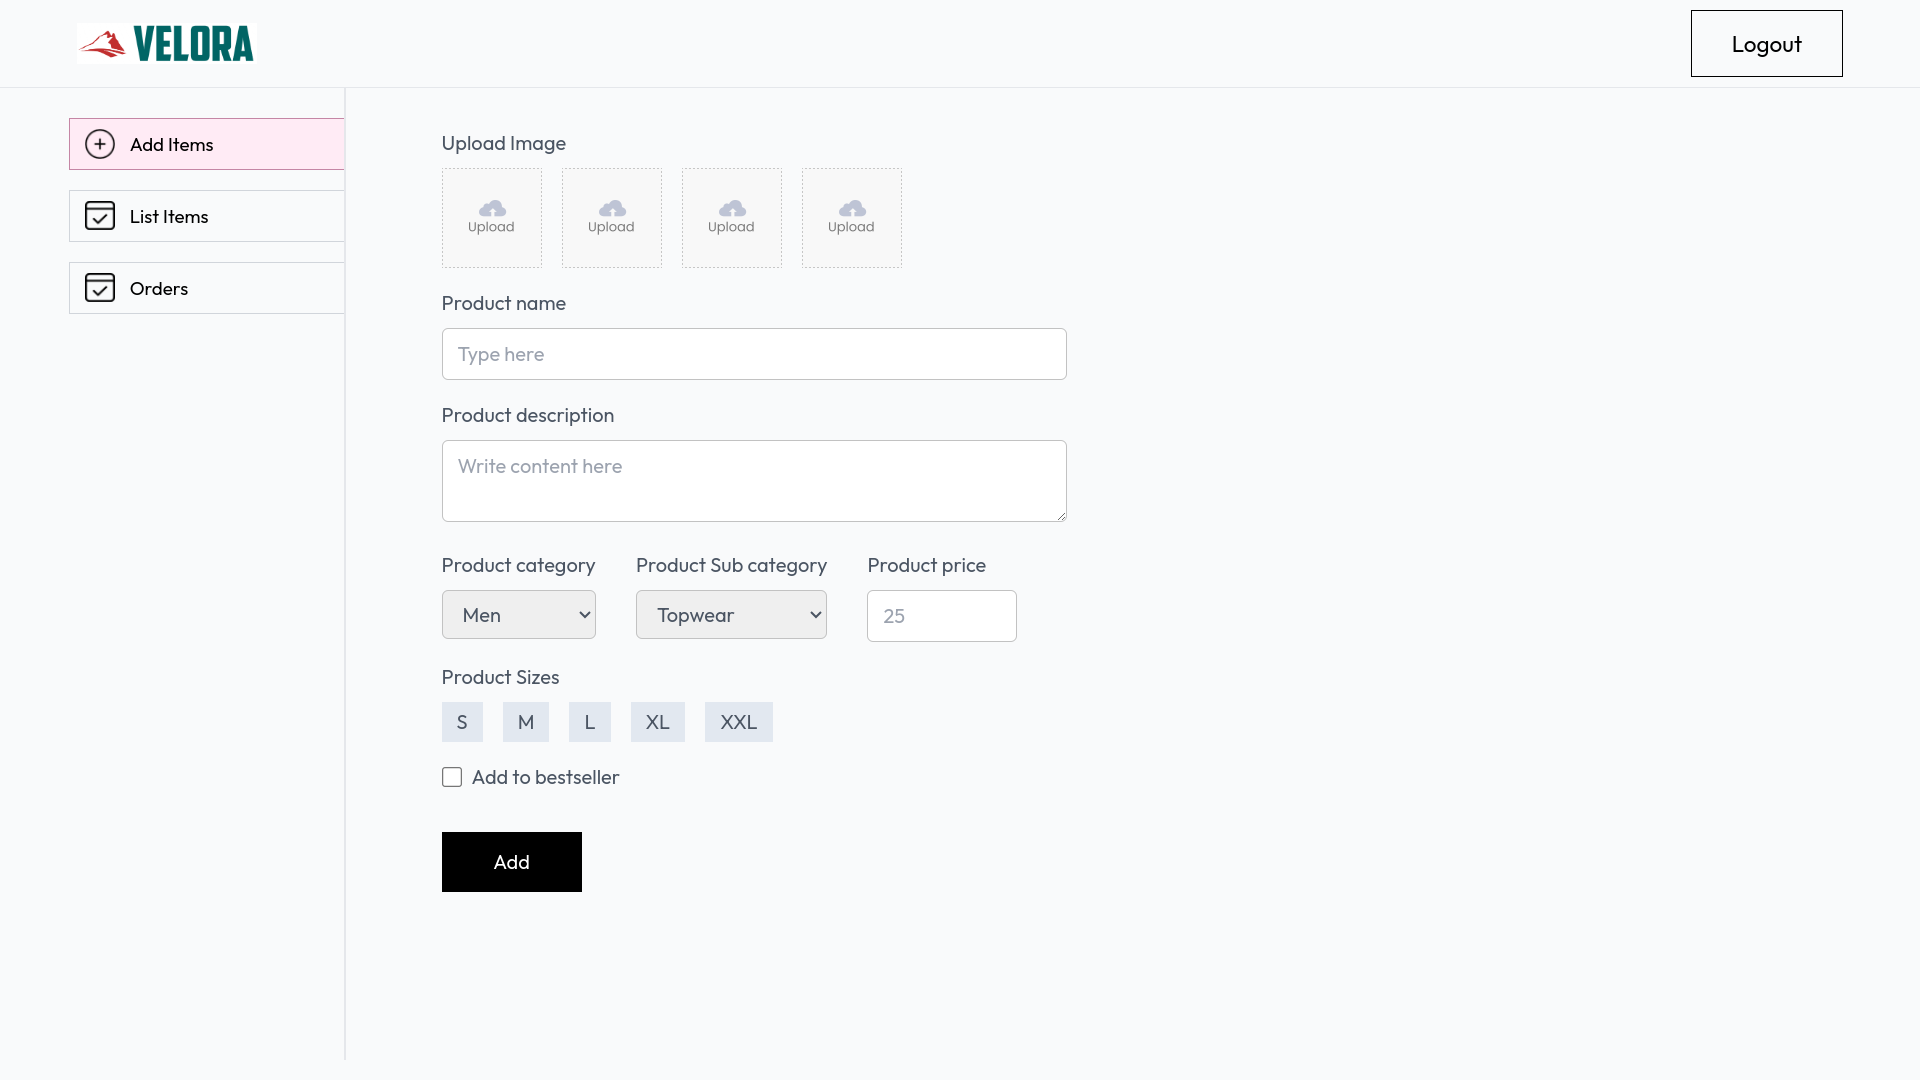 VELORA
Logout
Add Items
List Items
Orders
Upload Image
Upload Upload Upload Upload
Product name
Type here
Product description
Write content here
Product category Product Sub category Product price
Men Topwear 25
Product Sizes
S M L XL XXL
Add to bestseller
Add